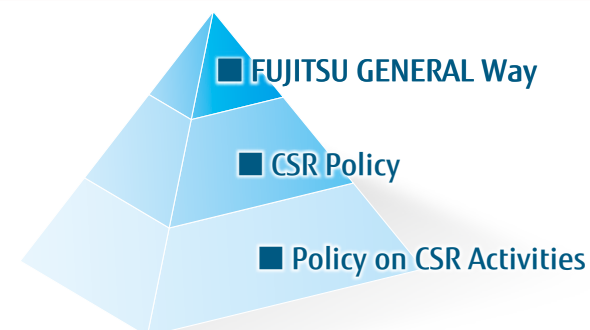 ■ FUJITSU GENERAL Way
■ CSR Policy
■ Policy on CSR Activities